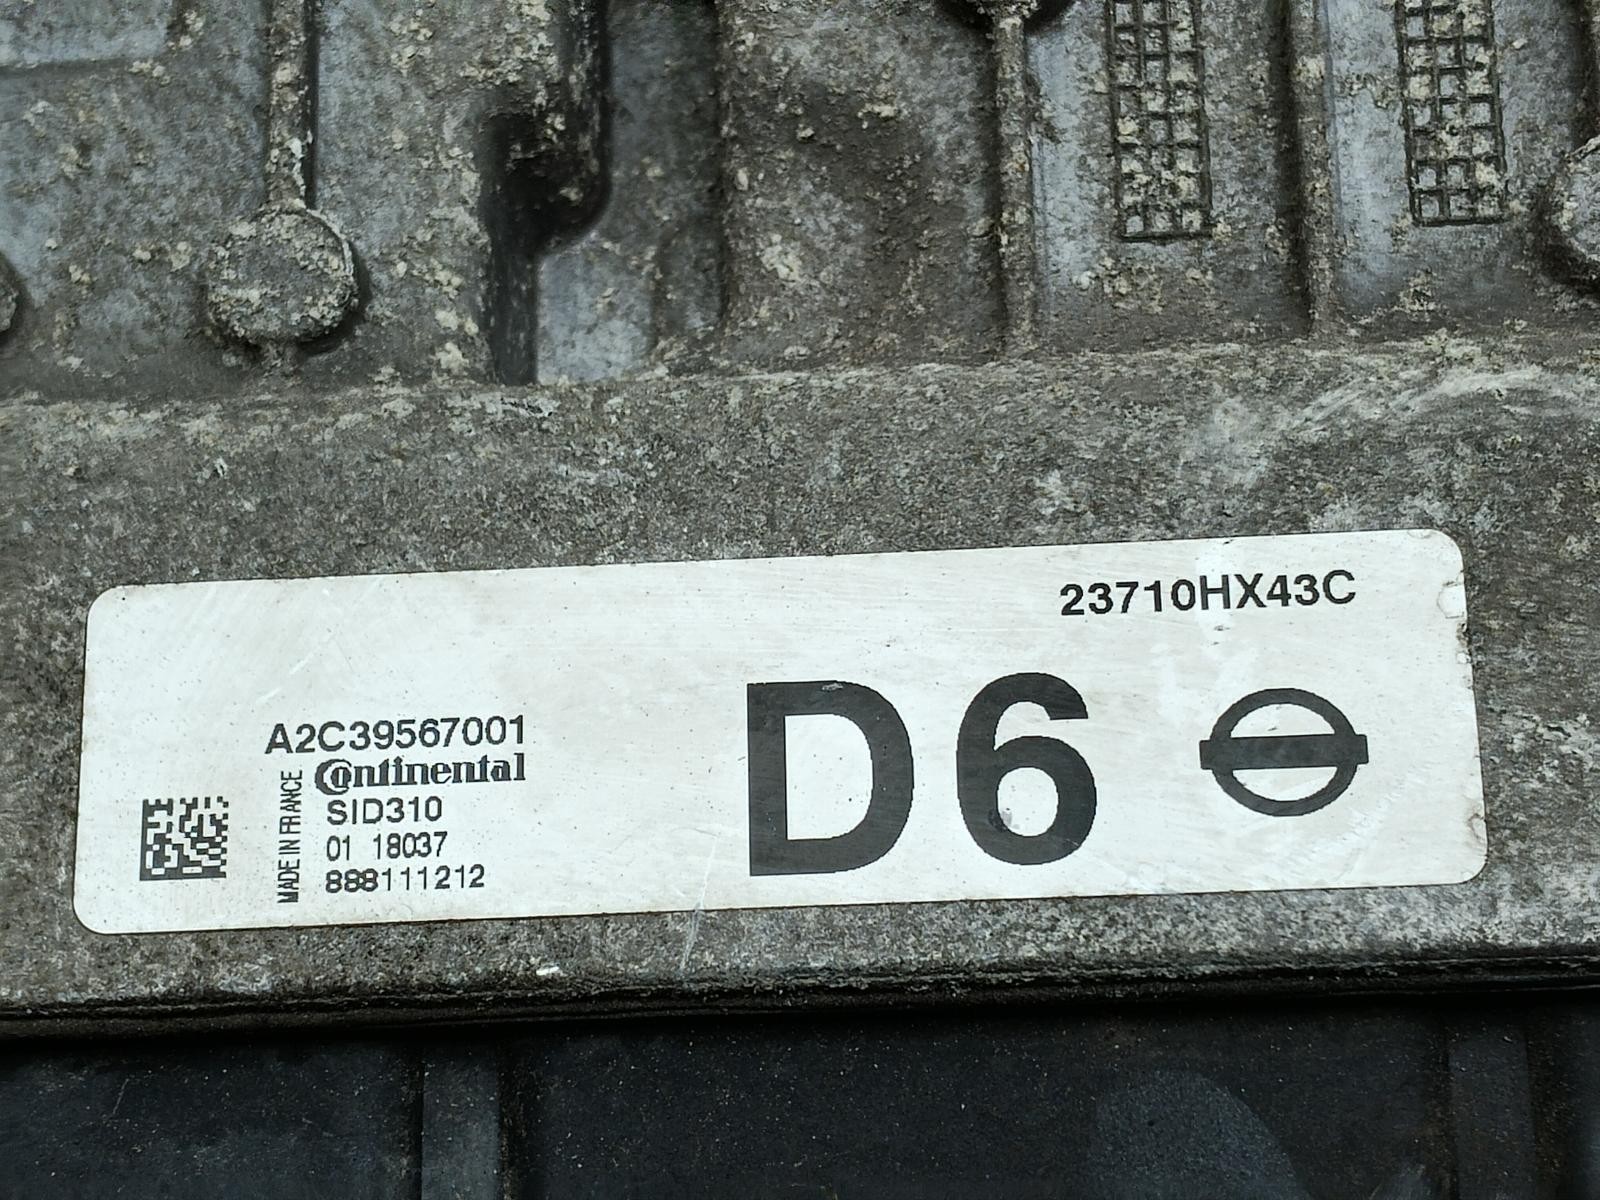 23710HX43C
D6
A2C39567001
Continental
SID310
01 18037
888111212
MADE IN FRANCE